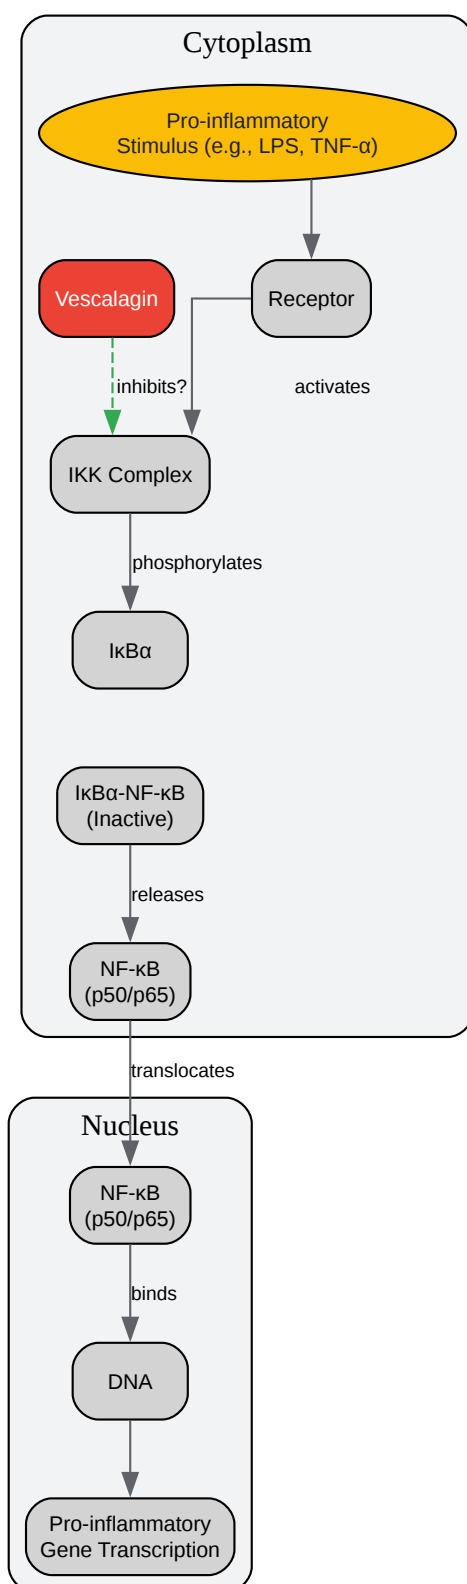 Cytoplasm
Pro-inflammatory
Stimulus (e.g., LPS, TNF-α)
Vescalagin
Receptor
inhibits?
activates
IKK Complex
phosphorylates
IκBα
IκBα-NF-κB
(Inactive)
releases
NF-κB
(p50/p65)
translocates
Nucleus
NF-κB
(p50/p65)
binds
DNA
Pro-inflammatory
Gene Transcription